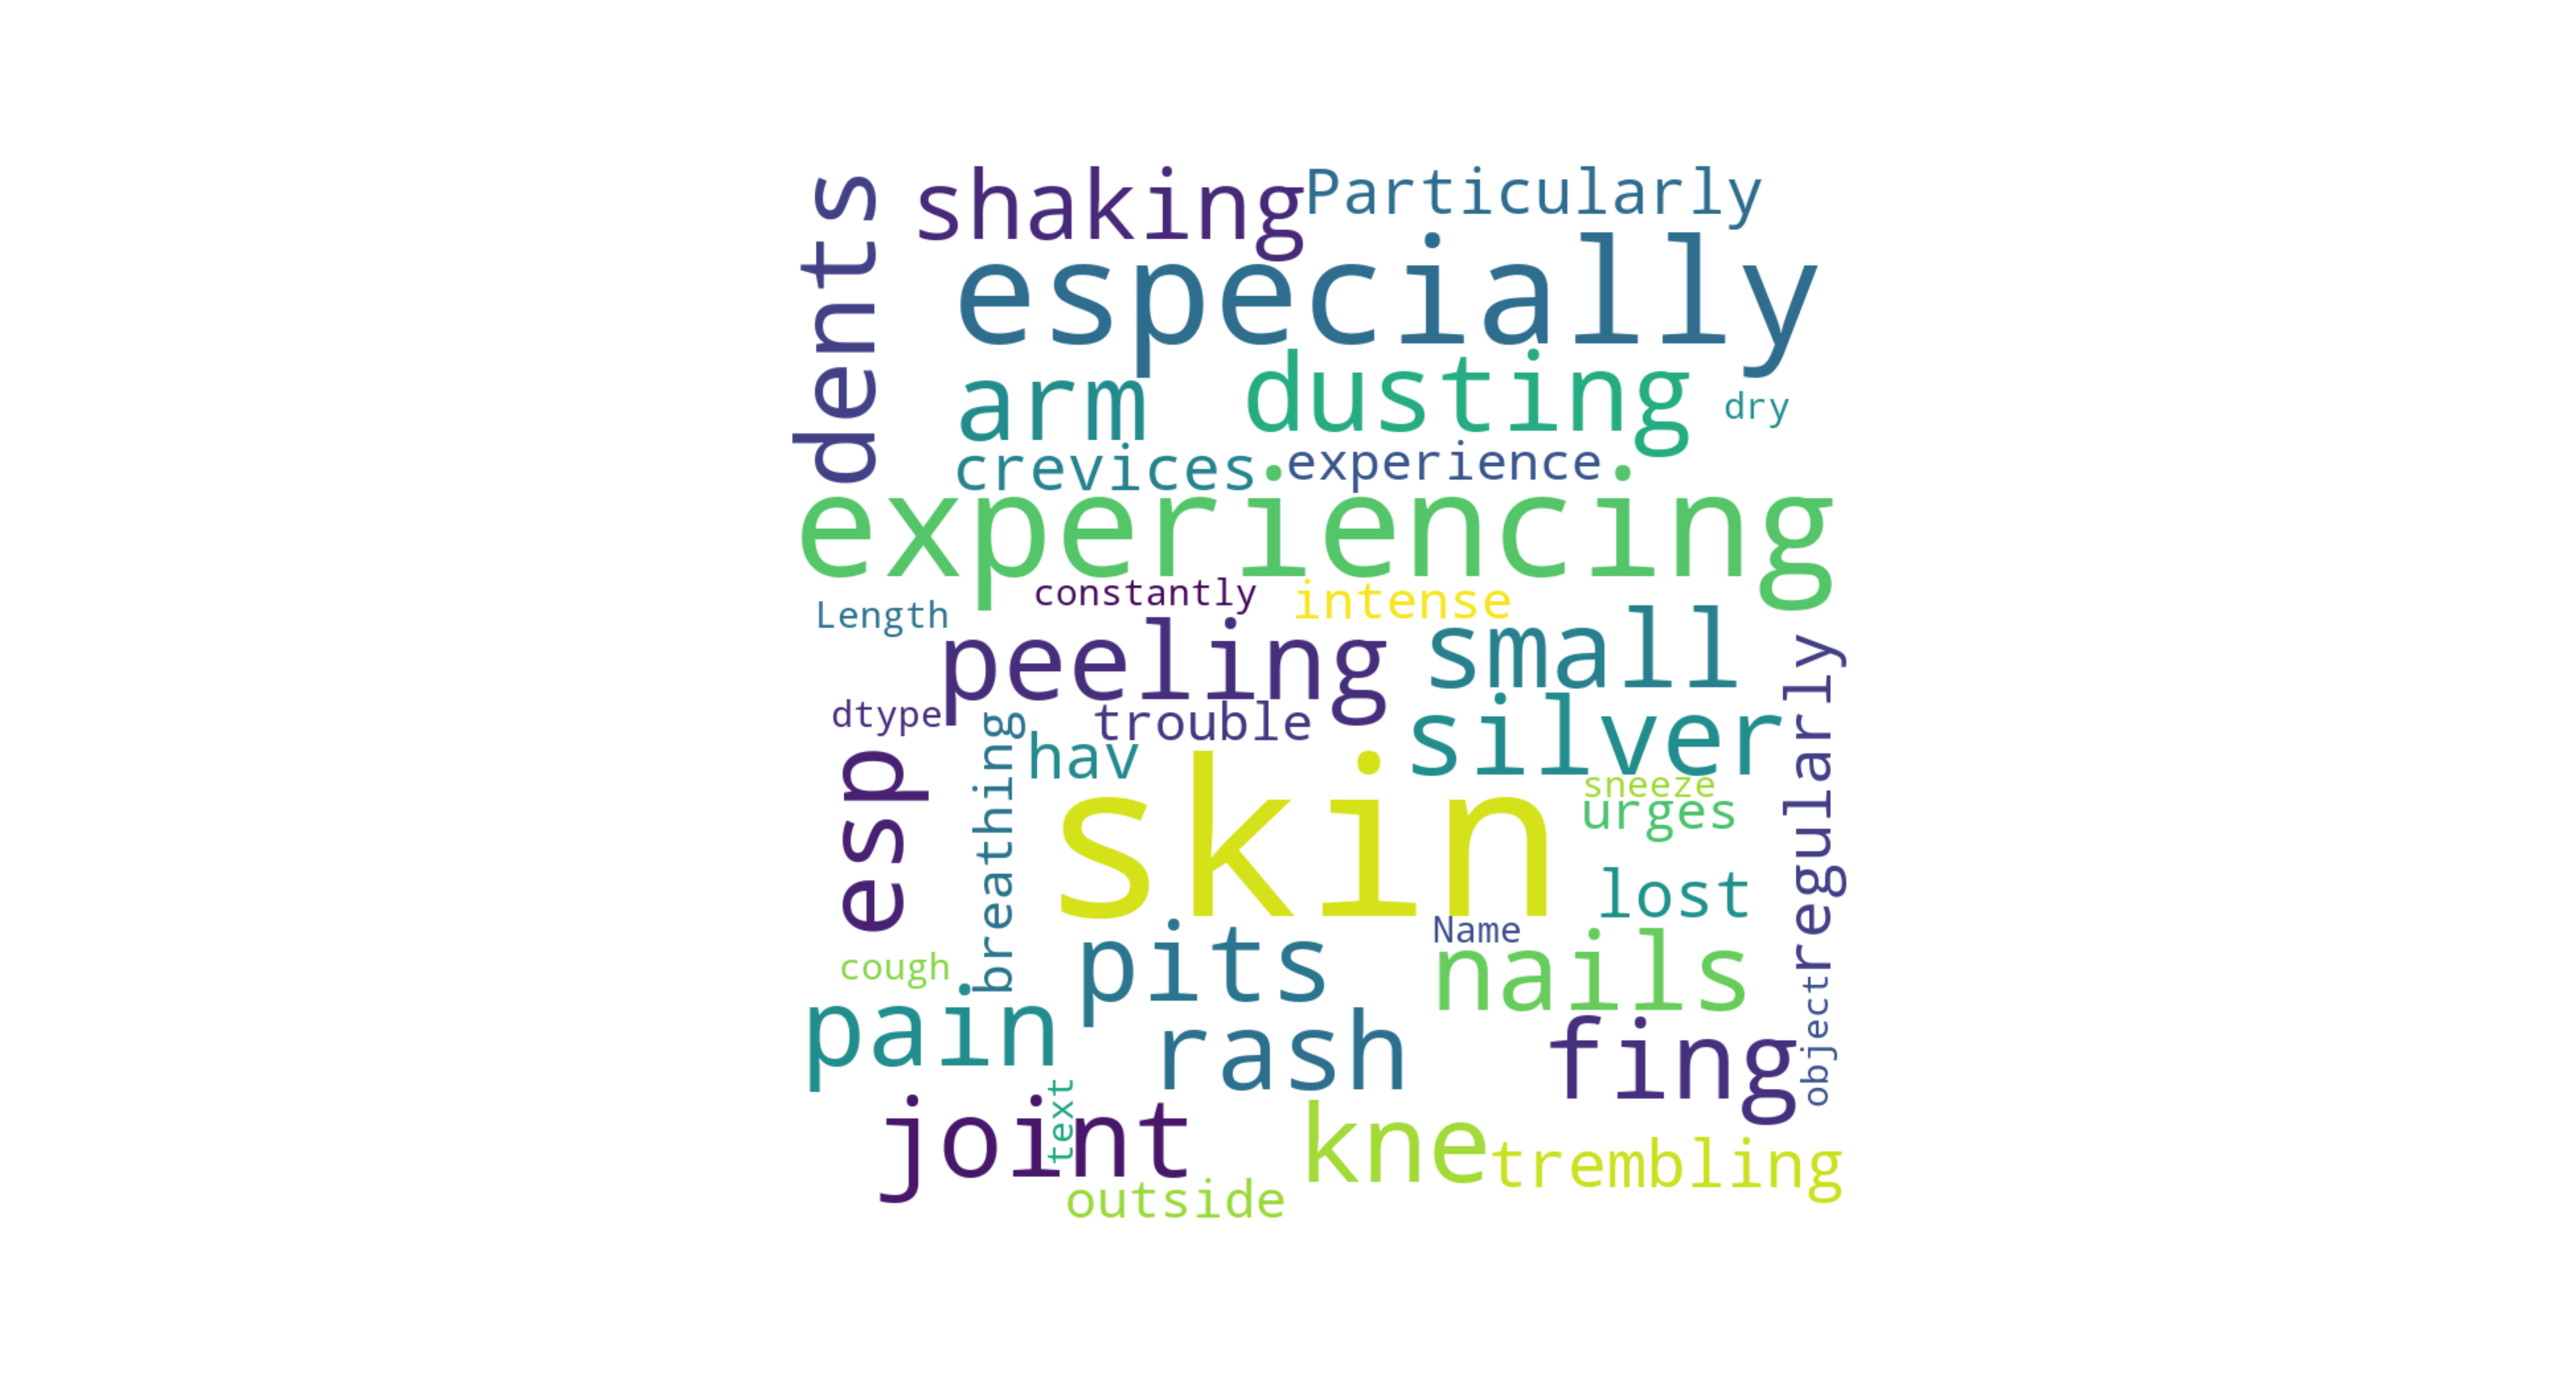 dents
shaking
Particularly
especially
arm
dusting
dry
crevices
experience
experiencing
constantly
intense
Length
peeling
small
regularly
dtype
trouble
silver
breathing
hav
esp
skin
sneeze
urges
lost
Name
cough
pits
nails
object
pain
rash
fing
text
joint
kne
trembling
outside